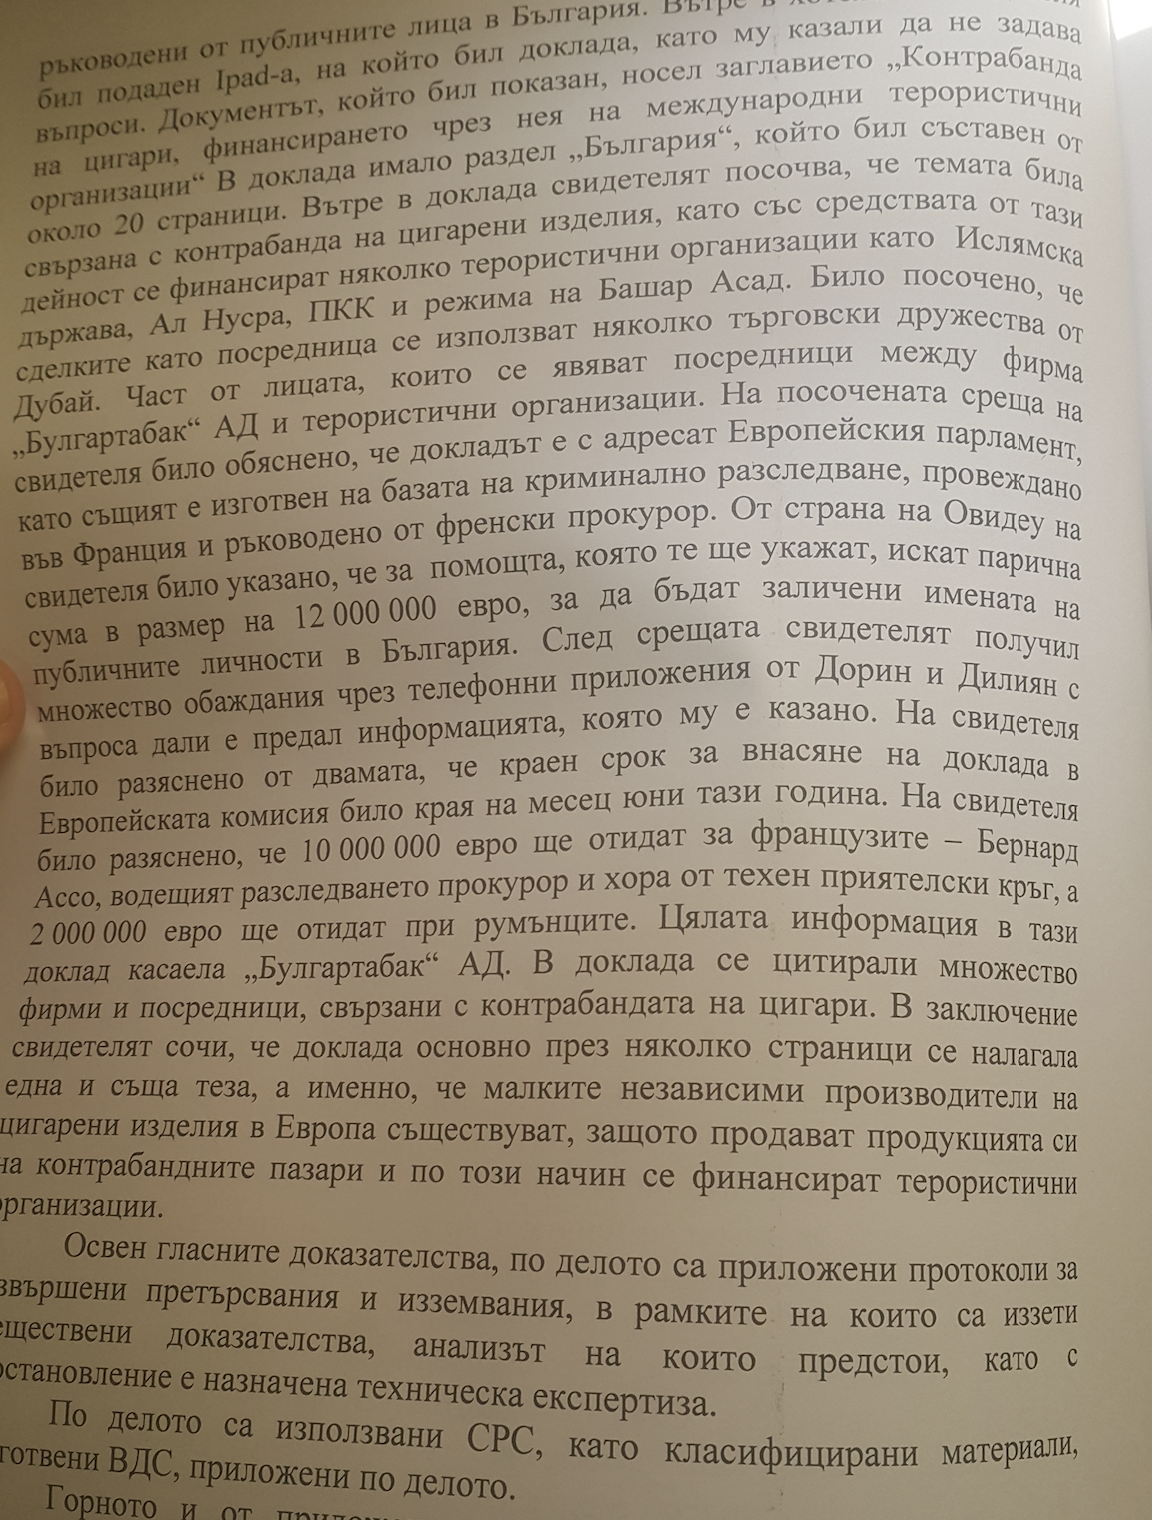 ръководени от публичните лица в България. Вътре в
бил подаден Ipad-а, на който бил доклада, като му казали да не задава
въпроси. Документът, който бил показан, носел заглавието „Контрабанда
на цигари, финансирането чрез нея на международни терористични
организации“ В доклада имало раздел „България“, който бил съставен от
около 20 страници. Вътре в доклада свидетелят посочва, че темата била
свързана с контрабанда на цигарени изделия, като със средствата от тази
дейност се финансират няколко терористични организации като Ислямска
държава, Ал Нусра, ПКК и режима на Башар Асад. Било посочено, че
сделките като посредница се използват няколко търговски дружества от
Дубай. Част от лицата, които се явяват посредници между фирма
„Булгартабак“ АД и терористични организации. На посочената среща на
свидетеля било обяснено, че докладът е с адресат Европейския парламент,
като същият е изготвен на базата на криминално разследване, провеждано
във Франция и ръководено от френски прокурор. От страна на Овидеу на
свидетеля било указано, че за помощта, която те ще укажат, искат парична
сума в размер на 12 000 000 евро, за да бъдат заличени имената на
публичните личности в България. След срещата свидетелят получил
множество обаждания чрез телефонни приложения от Дорин и Дилиян с
въпроса дали е предал информацията, която му е казано. На свидетеля
било разяснено от двамата, че краен срок за внасяне на доклада в
Европейската комисия било края на месец юни тази година. На свидетеля
било разяснено, че 10 000 000 евро ще отидат за французите – Бернард
Ассо, водещият разследването прокурор и хора от техен приятелски кръг, а
2 000 000 евро ще отидат при румънците. Цялата информация в тази
доклад касаела „Булгартабак“ АД. В доклада се цитирали множество
фирми и посредници, свързани с контрабандата на цигари. В заключение
свидетелят сочи, че доклада основно през няколко страници се налагала
една и съща теза, а именно, че малките независими производители на
цигарени изделия в Европа съществуват, защото продават продукцията си
на контрабандните пазари и по този начин се финансират терористични
организации.
Освен гласните доказателства, по делото са приложени протоколи за
звършени претърсвания и изземвания, в рамките на които са иззети
еществени доказателства, анализът на които предстои, като с
остановление е назначена техническа експертиза.
По делото са използвани СРС, като класифицирани материали,
готвени ВДС, приложени по делото.
Горното и от